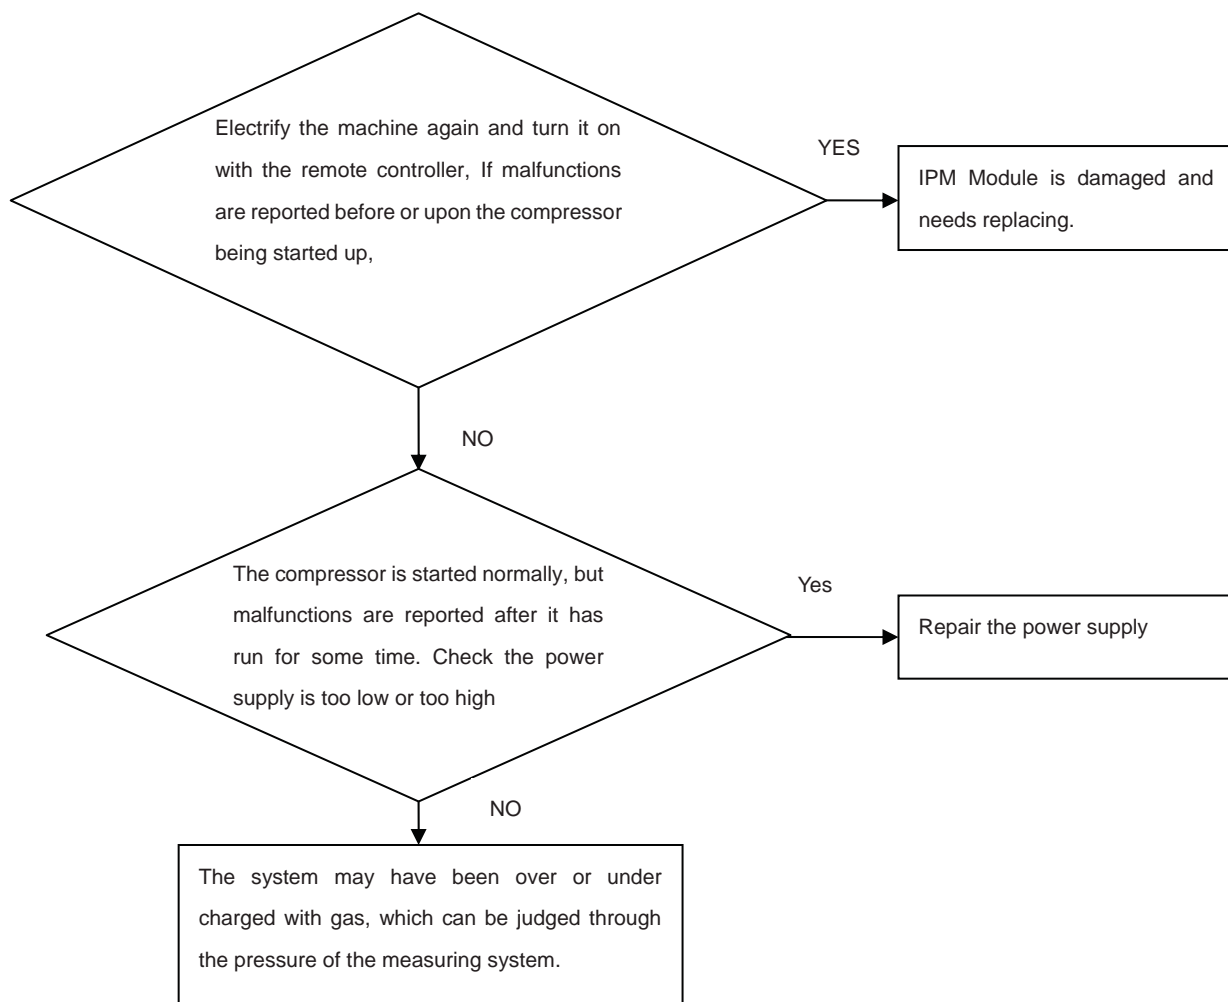 Electrify the machine again and turn it on
with the remote controller, If malfunctions
are reported before or upon the compressor
being started up,
YES
IPM Module is damaged and
needs replacing.
NO
The compressor is started normally, but
malfunctions are reported after it has
run for some time. Check the power
supply is too low or too high
Yes
Repair the power supply
NO
The system may have been over or under
charged with gas, which can be judged through
the pressure of the measuring system.